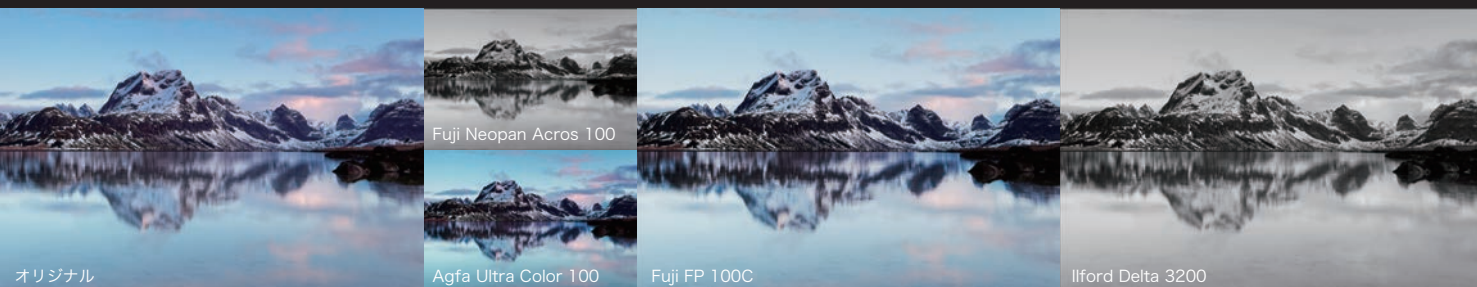 オリジナル
Fuji Neopan Acros 100
Agfa Ultra Color 100
Fuji FP 100C
Ilford Delta 3200